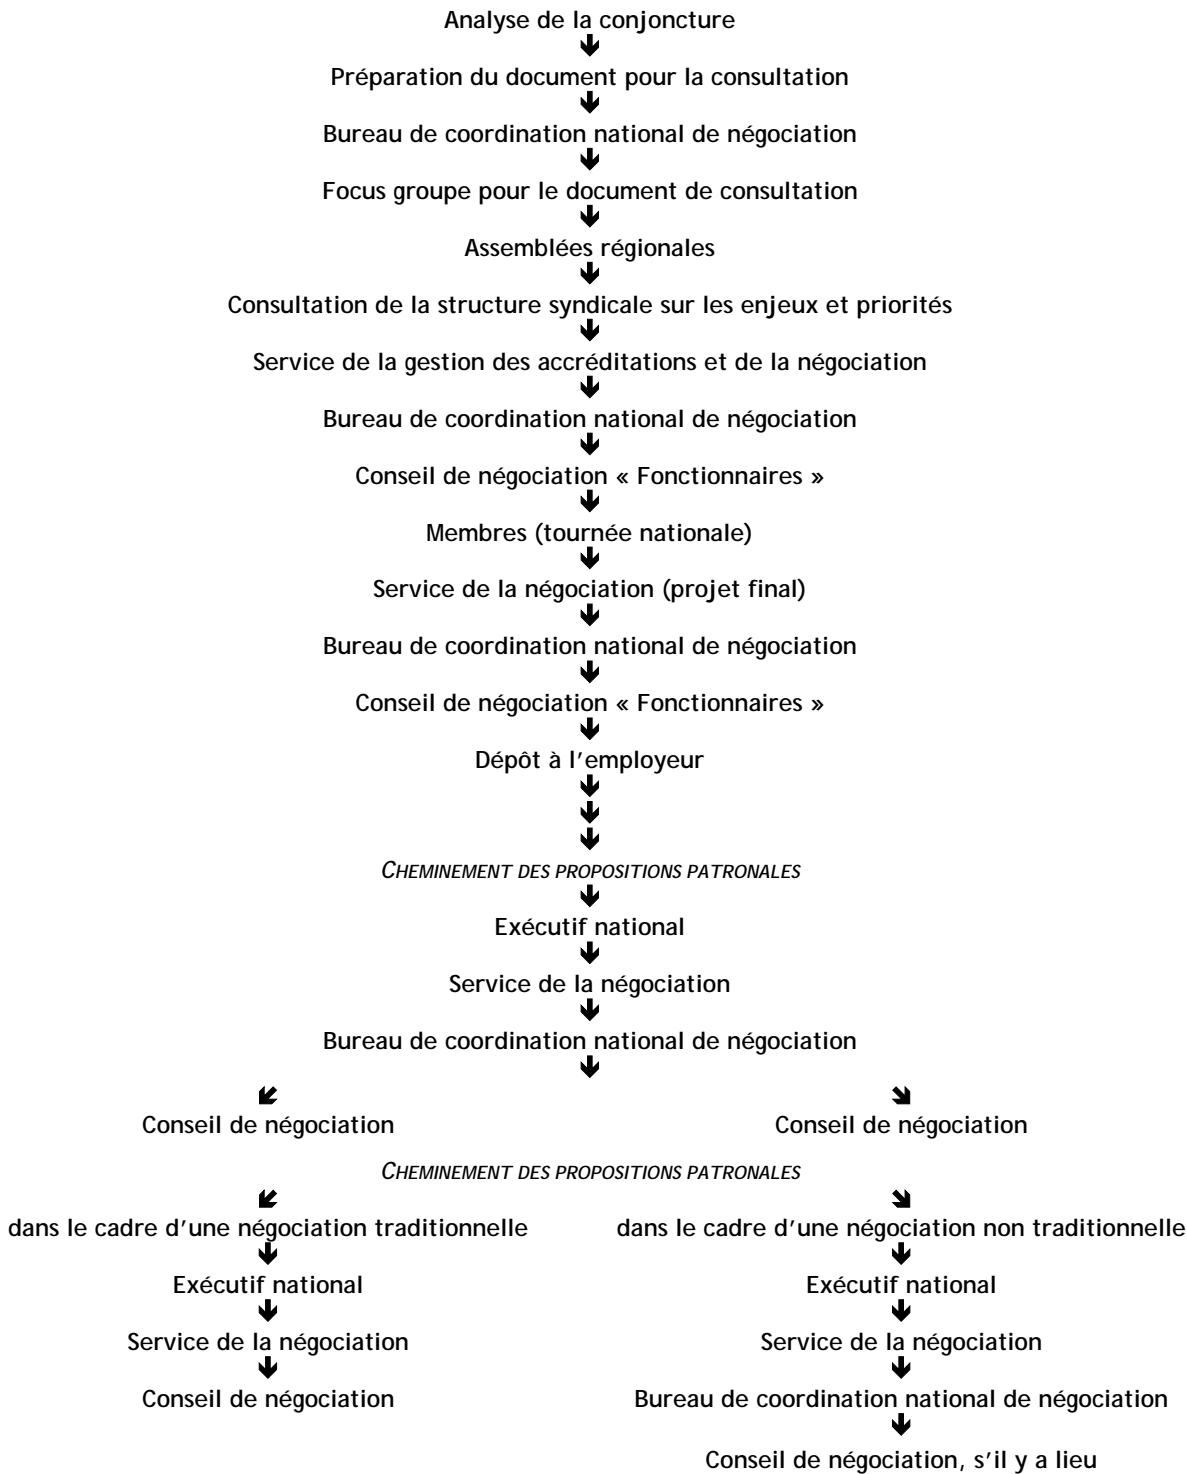 Analyse de la conjoncture
Préparation du document pour la consultation
Bureau de coordination national de négociation
Focus groupe pour le document de consultation
Assemblées régionales
Consultation de la structure syndicale sur les enjeux et priorités
Service de la gestion des accréditations et de la négociation
Bureau de coordination national de négociation
Conseil de négociation « Fonctionnaires »
Membres (tournée nationale)
Service de la négociation (projet final)
Bureau de coordination national de négociation
Conseil de négociation « Fonctionnaires »
Dépôt à l'employeur
CHEMINEMENT DES PROPOSITIONS PATRONALES
Exécutif national
Service de la négociation
Bureau de coordination national de négociation
Conseil de négociation
Conseil de négociation
CHEMINEMENT DES PROPOSITIONS PATRONALES
dans le cadre d'une négociation traditionnelle
dans le cadre d'une négociation non traditionnelle
Exécutif national
Exécutif national
Service de la négociation
Service de la négociation
Conseil de négociation
Bureau de coordination national de négociation
Conseil de négociation, s'il y a lieu